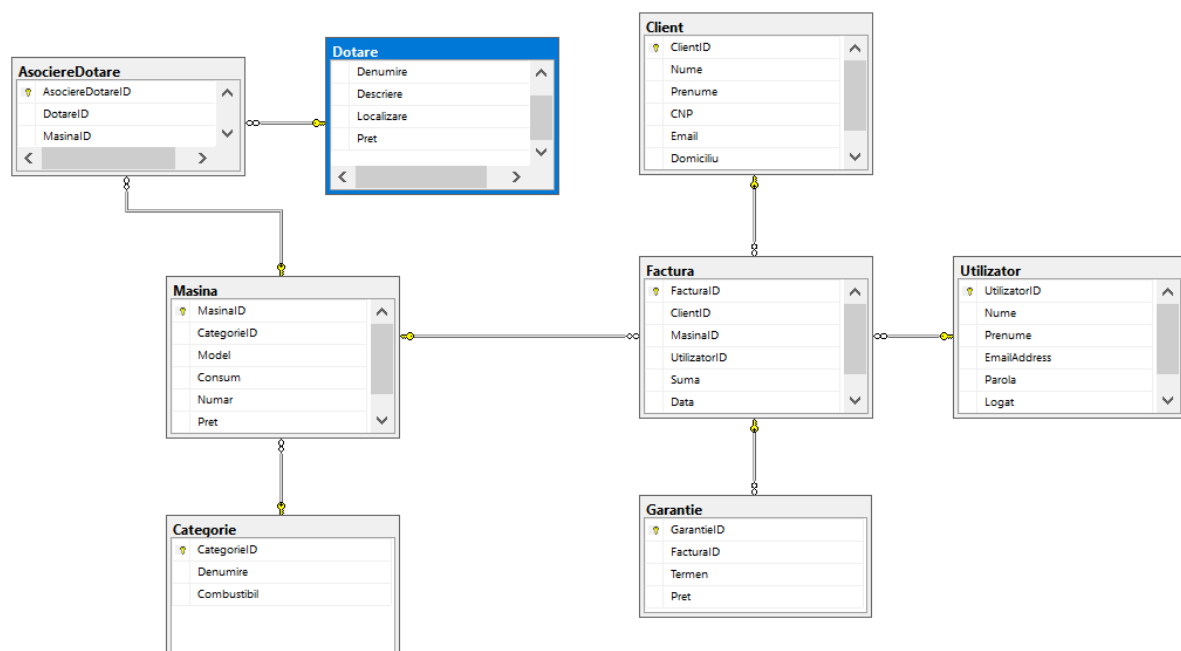 AsociereDotare
AsociereDotareID
DotareID
MasinaID
Dotare
Denumire
Descriere
Localizare
Pret
Client
ClientID
Nume
Prenume
CNP
Email
Domiciliu
Masina
MasinaID
CategorieID
Model
Consum
Numar
Pret
Factura
FacturaID
ClientID
MasinaID
UtilizatorID
Suma
Data
Utilizator
UtilizatorID
Nume
Prenume
EmailAddress
Parola
Logat
Categorie
CategorieID
Denumire
Combustibil
Garantie
GarantieID
FacturaID
Termen
Pret